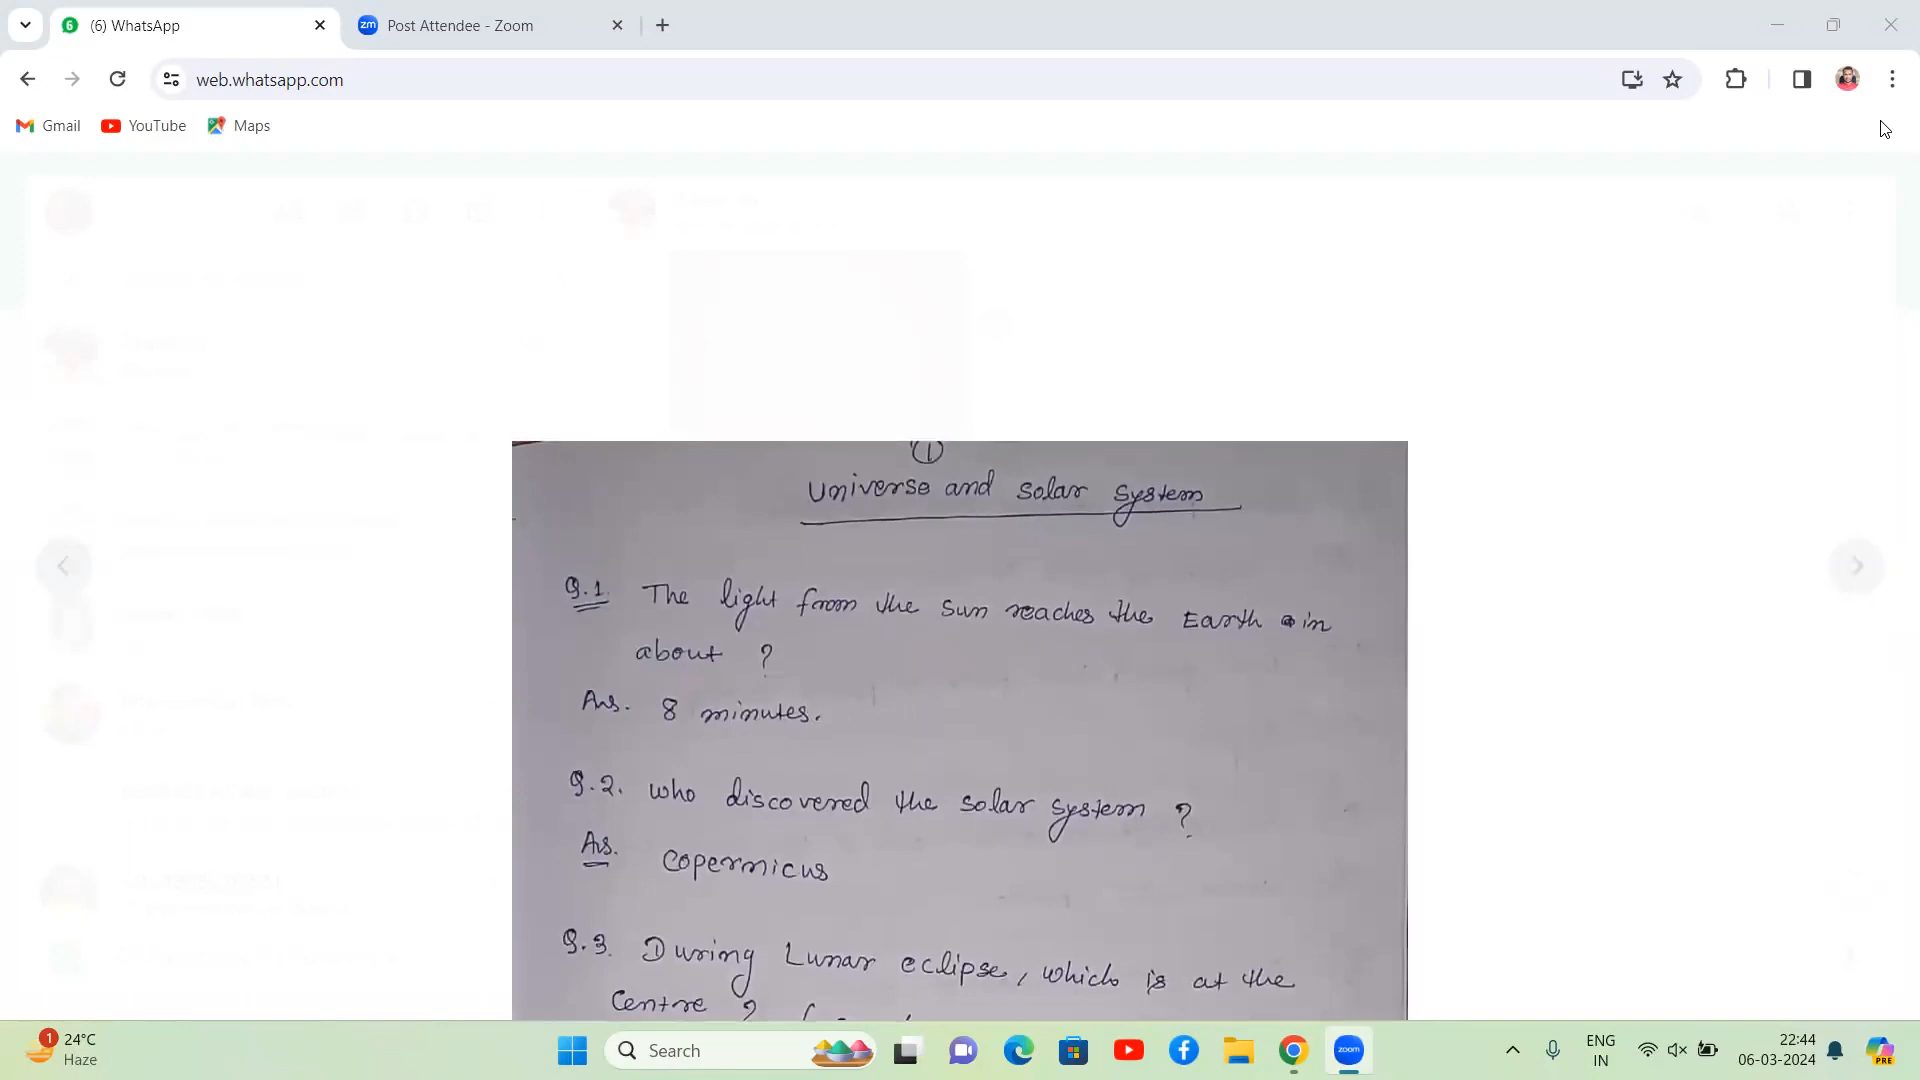 (6) WhatsApp
Post Attendee - Zoom
web.whatsapp.com
Gmail
YouTube
Maps
1
Universe and Solar System
Q.1. The light from the Sun reaches the Earth in
about ?
Ans. 8 minutes.
Q.2. Who discovered the solar system ?
Ans. Copernicus
Q.3. During Lunar eclipse, which is at the
Centre ?
1
24°C
Haze
Search
zoom
ENG
IN
22:44
06-03-2024
PRE